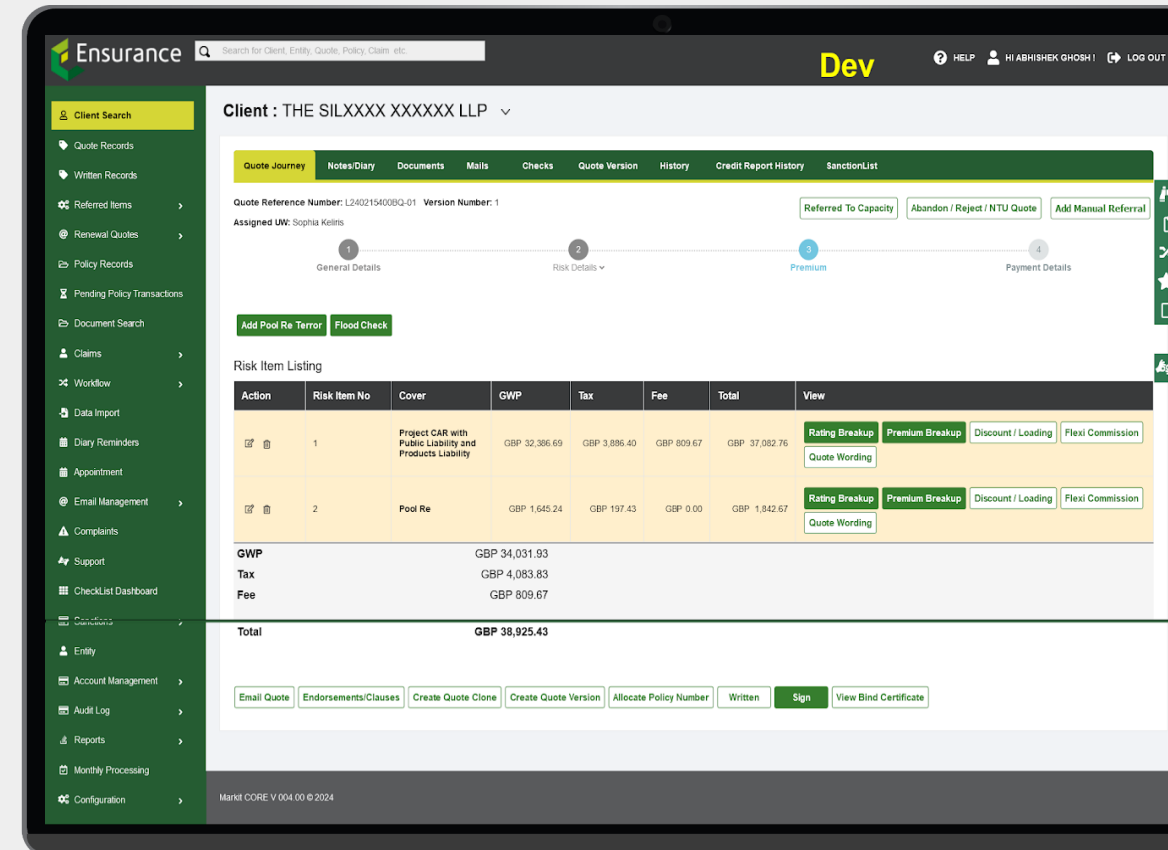 Ensurance
Search for Client, Entity, Quote, Policy, Claim etc.
Dev
HELP
HI ABHISHEK GHOSH !
LOG OUT
Client Search
Quote Records
Written Records
Referred Items
Renewal Quotes
Policy Records
Pending Policy Transactions
Document Search
Claims
Workflow
Data Import
Diary Reminders
Appointment
Email Management
Complaints
Support
CheckList Dashboard
Sanctions
Entity
Account Management
Audit Log
Reports
Monthly Processing
Configuration
Client : THE SILXXXX XXXXXX LLP
Quote Journey Notes/Diary Documents Mails Checks Quote Version History Credit Report History SanctionList
Quote Reference Number: L240215400BQ-01 Version Number: 1
Assigned UW: Sophia Keliris
Referred To Capacity Abandon / Reject / NTU Quote Add Manual Referral
1 2 3 4
General Details Risk Details Premium Payment Details
Add Pool Re Terror Flood Check
Risk Item Listing
Action Risk Item No Cover GWP Tax Fee Total View
1 Project CAR with Public Liability and Products Liability GBP 32,386.69 GBP 3,886.40 GBP 809.67 GBP 37,082.76 Rating Breakup Premium Breakup Discount / Loading Flexi Commission
Quote Wording
2 Pool Re GBP 1,645.24 GBP 197.43 GBP 0.00 GBP 1,842.67 Rating Breakup Premium Breakup Discount / Loading Flexi Commission
Quote Wording
GWP GBP 34,031.93
Tax GBP 4,083.83
Fee GBP 809.67
Total GBP 38,925.43
Email Quote Endorsements/Clauses Create Quote Clone Create Quote Version Allocate Policy Number Written Sign View Bind Certificate
Markit CORE V 004.00 © 2024